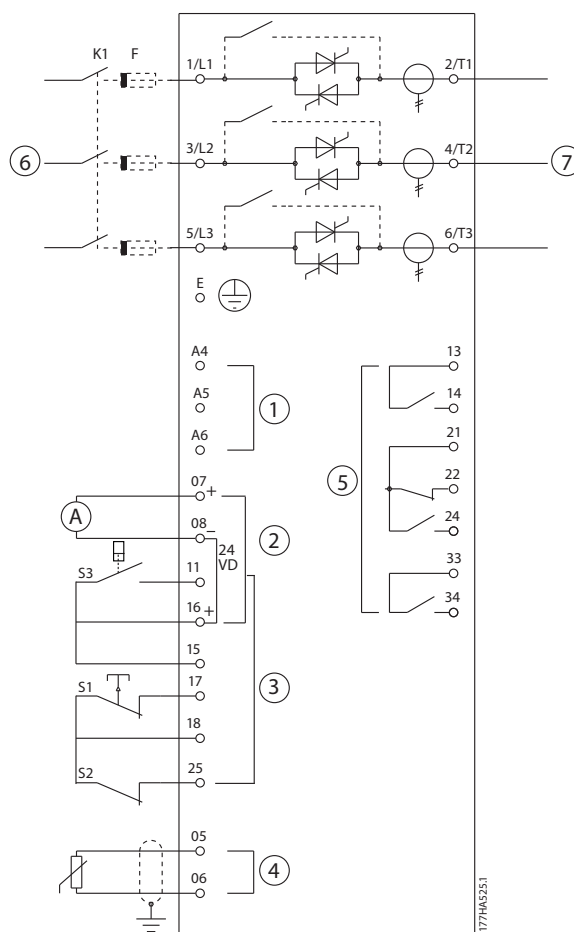 K1 F 1/L1 2/T1
6 3/L2 4/T2 7
5/L3 6/T3
E
A4 13
A5 1 14
A6
21
5 22
07 +
A 08 – 24
2 24 VD
S3 11 33
16 + 34
15
3
S1 17
18
S2 25
05
4
06
177HA525.1